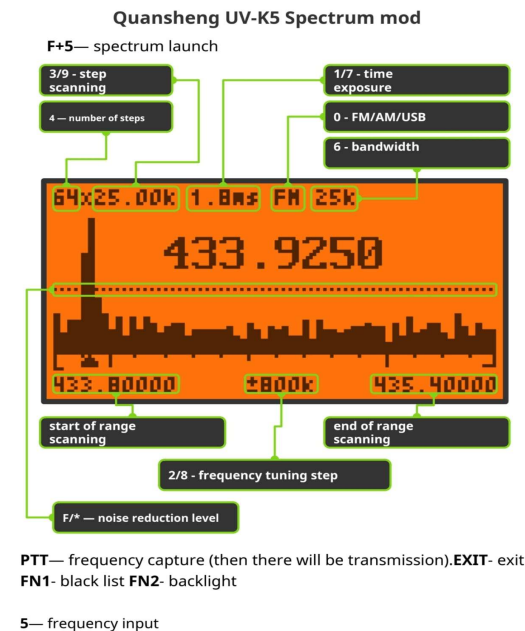 Quansheng UV-K5 Spectrum mod
F+5— spectrum launch
3/9 - step
scanning
1/7 - time
exposure
4 — number of steps
0 - FM/AM/USB
6 - bandwidth
64x25.00k 1.8ms FM 25k
433.9250
433.80000 ±800k 435.40000
start of range
scanning
end of range
scanning
2/8 - frequency tuning step
F/* — noise reduction level
PTT— frequency capture (then there will be transmission).EXIT- exit
FN1- black list FN2- backlight
5— frequency input